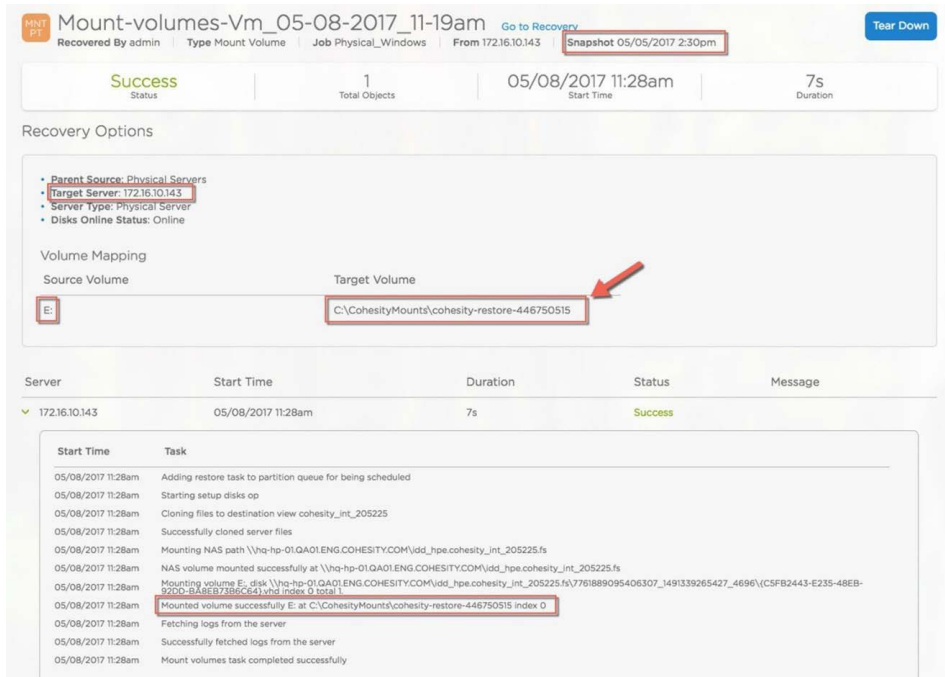 MNT
PT
Mount-volumes-Vm_05-08-2017_11-19am Go to Recovery
Tear Down
Recovered By admin Type Mount Volume Job Physical_Windows From 172.16.10.143 Snapshot 05/05/2017 2:30pm
Success 1 05/08/2017 11:28am 7s
Status Total Objects Start Time Duration
Recovery Options
• Parent Source: Physical Servers
• Target Server: 172.16.10.143
• Server Type: Physical Server
• Disks Online Status: Online
Volume Mapping
Source Volume Target Volume
E: C:\CohesityMounts\cohesity-restore-446750515
Server Start Time Duration Status Message
172.16.10.143 05/08/2017 11:28am 7s Success
Start Time Task
05/08/2017 11:28am Adding restore task to partition queue for being scheduled
05/08/2017 11:28am Starting setup disks op
05/08/2017 11:28am Cloning files to destination view cohesity_int_205225
05/08/2017 11:28am Successfully cloned server files
05/08/2017 11:28am Mounting NAS path \\hq-hp-01.QA01.ENG.COHESITY.COM\idd_hpe.cohesity_int_205225.fs
05/08/2017 11:28am NAS volume mounted successfully at \\hq-hp-01.QA01.ENG.COHESITY.COM\idd_hpe.cohesity_int_205225.fs
05/08/2017 11:28am Mounting volume E:, disk \\hq-hp-01.QA01.ENG.COHESITY.COM\idd_hpe.cohesity_int_205225.fs\7761889095406307_1491339265427_4696\{C5FB2443-E235-48EB-
92DD-BA8EB73B6C64}.vhd index 0 total 1.
05/08/2017 11:28am Mounted volume successfully E: at C:\CohesityMounts\cohesity-restore-446750515 index 0
05/08/2017 11:28am Fetching logs from the server
05/08/2017 11:28am Successfully fetched logs from the server
05/08/2017 11:28am Mount volumes task completed successfully